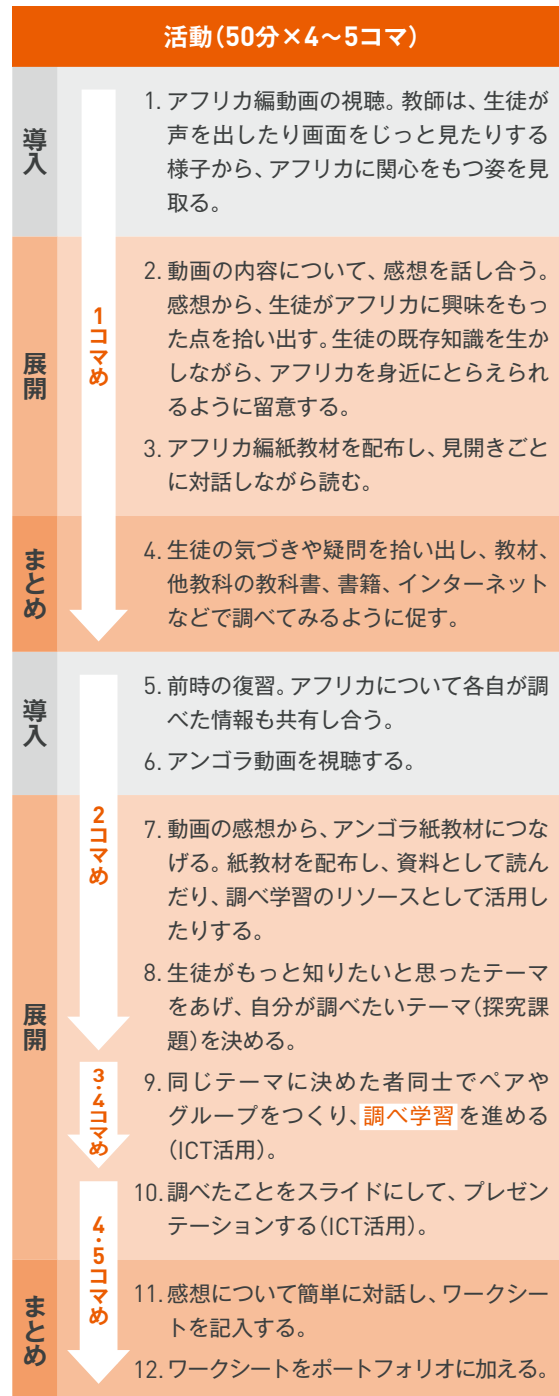 活動(50分×4〜5コマ)
導入
1コマめ
1. アフリカ編動画の視聴。教師は、生徒が
声を出したり画面をじっと見たりする
様子から、アフリカに関心をもつ姿を見
取る。
展開
2. 動画の内容について、感想を話し合う。
感想から、生徒がアフリカに興味をもっ
た点を拾い出す。生徒の既存知識を生か
しながら、アフリカを身近にとらえられ
るように留意する。
3. アフリカ編紙教材を配布し、見開きごと
に対話しながら読む。
まとめ
4. 生徒の気づきや疑問を拾い出し、教材、
他教科の教科書、書籍、インターネット
などで調べてみるように促す。
導入
2コマめ
5. 前時の復習。アフリカについて各自が調
べた情報も共有し合う。
6. アンゴラ動画を視聴する。
展開
7. 動画の感想から、アンゴラ紙教材につな
げる。紙教材を配布し、資料として読ん
だり、調べ学習のリソースとして活用し
たりする。
8. 生徒がもっと知りたいと思ったテーマ
をあげ、自分が調べたいテーマ(探究課
題)を決める。
3・4コマめ
9. 同じテーマに決めた者同士でペアや
グループをつくり、調べ学習を進める
(ICT活用)。
4・5コマめ
10. 調べたことをスライドにして、プレゼン
テーションする(ICT活用)。
まとめ
11. 感想について簡単に対話し、ワークシー
トを記入する。
12. ワークシートをポートフォリオに加える。